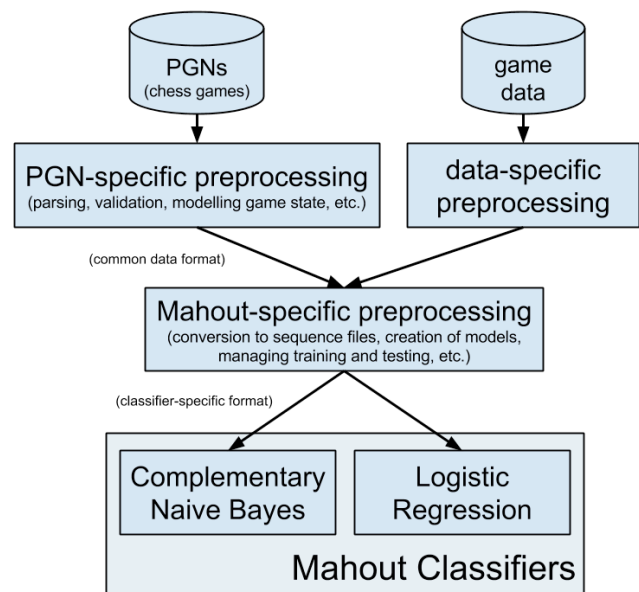 PGNs
(chess games)
game
data
PGN-specific preprocessing
(parsing, validation, modelling game state, etc.)
data-specific
preprocessing
(common data format)
Mahout-specific preprocessing
(conversion to sequence files, creation of models,
managing training and testing, etc.)
(classifier-specific format)
Complementary
Naive Bayes
Logistic
Regression
Mahout Classifiers